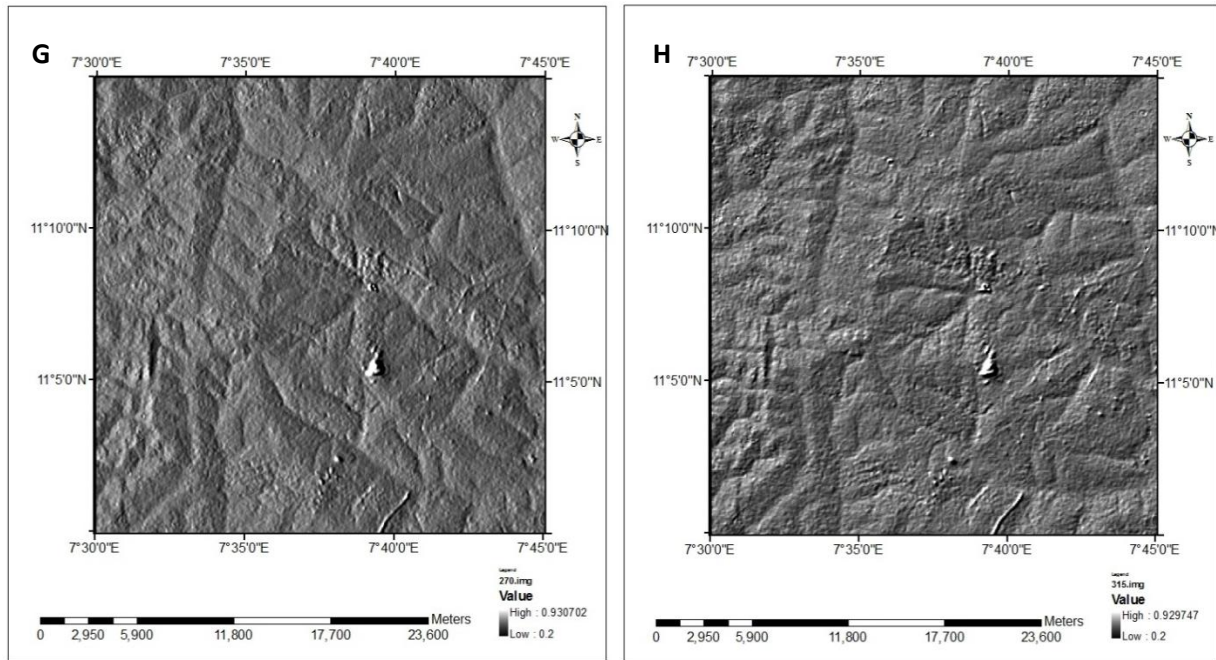 G
7°30'0"E 7°35'0"E 7°40'0"E 7°45'0"E
N
W E
S
11°10'0"N 11°10'0"N
11°5'0"N 11°5'0"N
7°30'0"E 7°35'0"E 7°40'0"E 7°45'0"E
Legend
270.img
Value
High : 0.930702
Low : 0.2
Meters
0 2,950 5,900 11,800 17,700 23,600
H
7°30'0"E 7°35'0"E 7°40'0"E 7°45'0"E
N
W E
S
11°10'0"N 11°10'0"N
11°5'0"N 11°5'0"N
7°30'0"E 7°35'0"E 7°40'0"E 7°45'0"E
Legend
315.img
Value
High : 0.929747
Low : 0.2
Meters
0 2,950 5,900 11,800 17,700 23,600